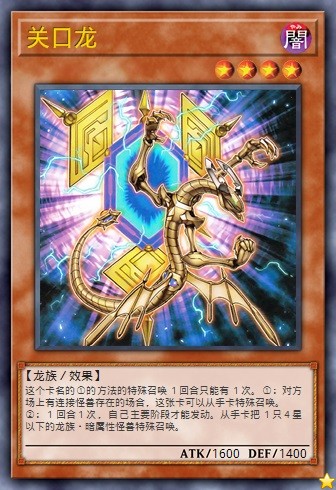 关口龙
闇
【龙族／效果】
这个卡名的①的方法的特殊召唤 1 回合只能有 1 次。①：对方
场上有连接怪兽存在的场合，这张卡可以从手卡特殊召唤。
②：1 回合 1 次，自己主要阶段才能发动。从手卡把 1 只 4 星
以下的龙族・暗属性怪兽特殊召唤。
ATK/1600 DEF/1400